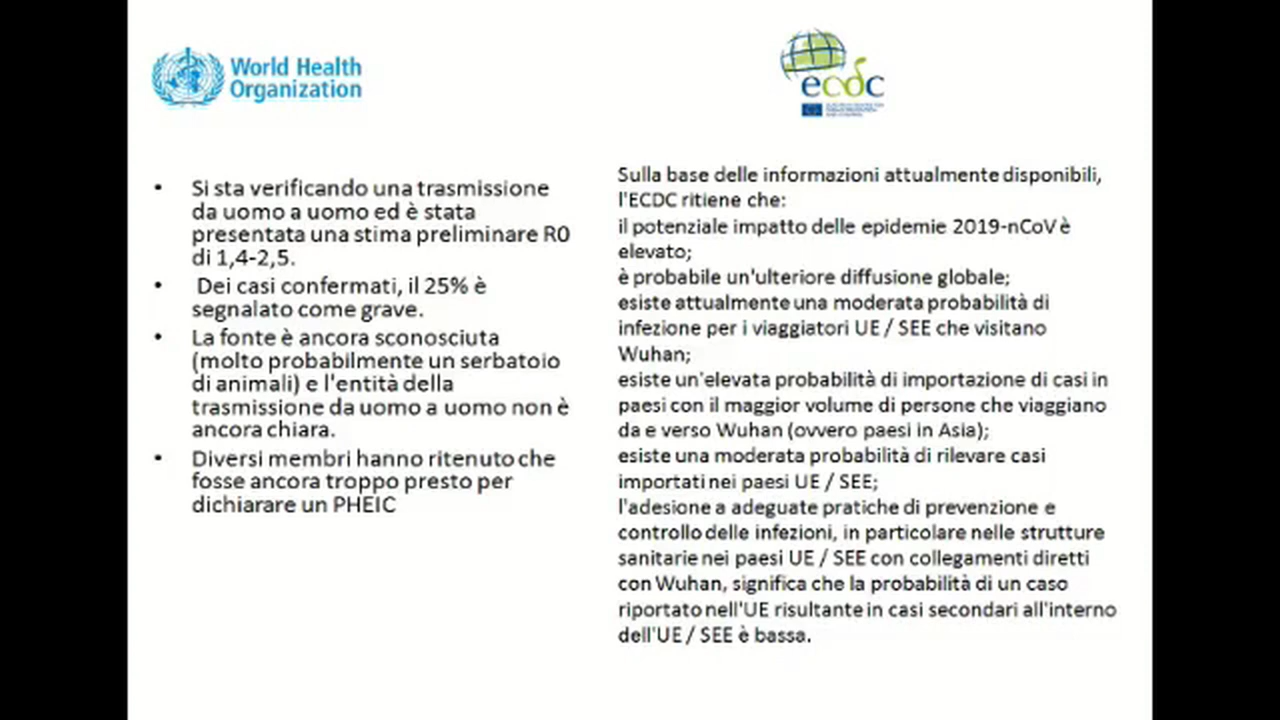 World Health
Organization
ecdc
• Si sta verificando una trasmissione
da uomo a uomo ed è stata
presentata una stima preliminare R0
di 1,4-2,5.
• Dei casi confermati, il 25% è
segnalato come grave.
• La fonte è ancora sconosciuta
(molto probabilmente un serbatoio
di animali) e l'entità della
trasmissione da uomo a uomo non è
ancora chiara.
• Diversi membri hanno ritenuto che
fosse ancora troppo presto per
dichiarare un PHEIC
Sulla base delle informazioni attualmente disponibili,
l'ECDC ritiene che:
il potenziale impatto delle epidemie 2019-nCoV è
elevato;
è probabile un'ulteriore diffusione globale;
esiste attualmente una moderata probabilità di
infezione per i viaggiatori UE / SEE che visitano
Wuhan;
esiste un'elevata probabilità di importazione di casi in
paesi con il maggior volume di persone che viaggiano
da e verso Wuhan (ovvero paesi in Asia);
esiste una moderata probabilità di rilevare casi
importati nei paesi UE / SEE;
l'adesione a adeguate pratiche di prevenzione e
controllo delle infezioni, in particolare nelle strutture
sanitarie nei paesi UE / SEE con collegamenti diretti
con Wuhan, significa che la probabilità di un caso
riportato nell'UE risultante in casi secondari all'interno
dell'UE / SEE è bassa.